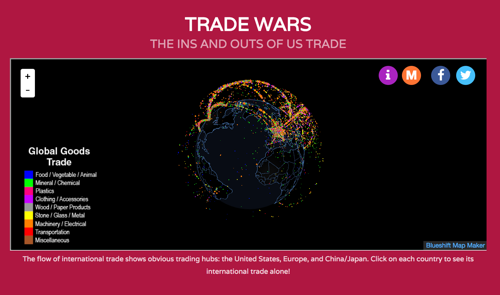 TRADE WARS
THE INS AND OUTS OF US TRADE
+
-
i
M
f
Global Goods
Trade
Food / Vegetable / Animal
Mineral / Chemical
Plastics
Clothing / Accessories
Wood / Paper Products
Stone / Glass / Metal
Machinery / Electrical
Transportation
Miscellaneous
Blueshift Map Maker
The flow of international trade shows obvious trading hubs: the United States, Europe, and China/Japan. Click on each country to see its
international trade alone!